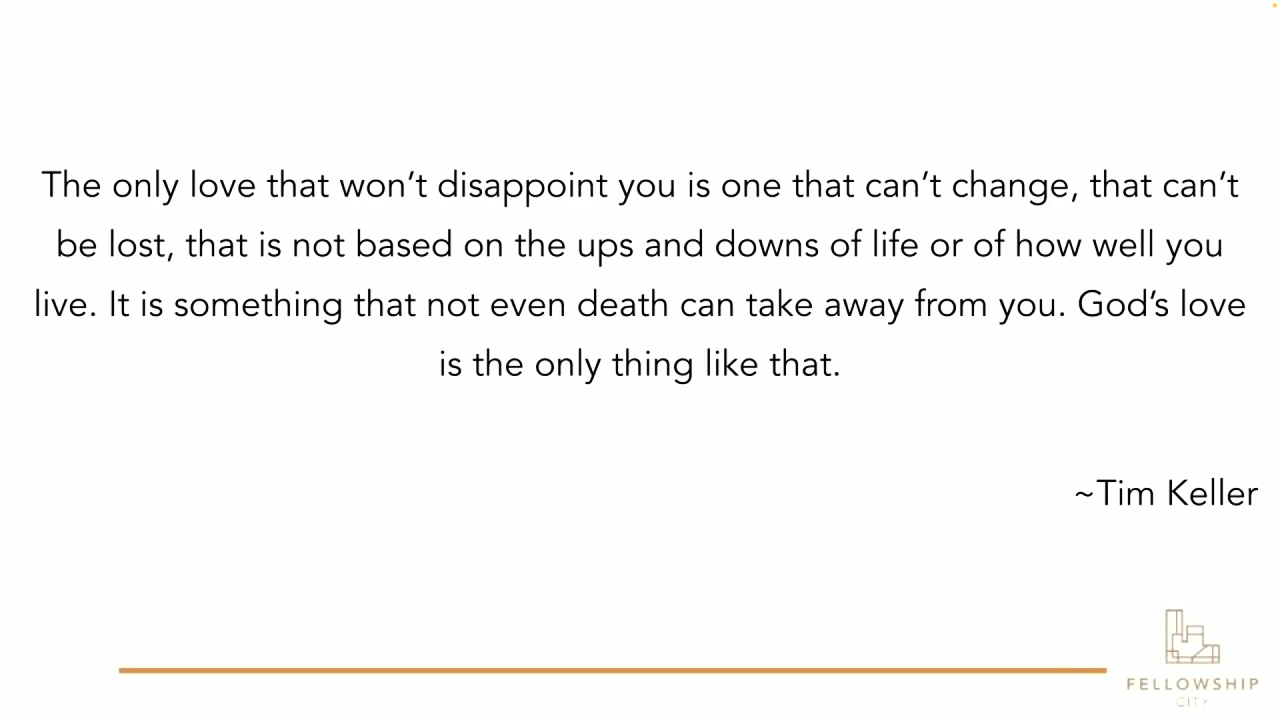 The only love that won’t disappoint you is one that can’t change, that can’t
be lost, that is not based on the ups and downs of life or of how well you
live. It is something that not even death can take away from you. God’s love
is the only thing like that.
~Tim Keller
FELLOWSHIP
CITY